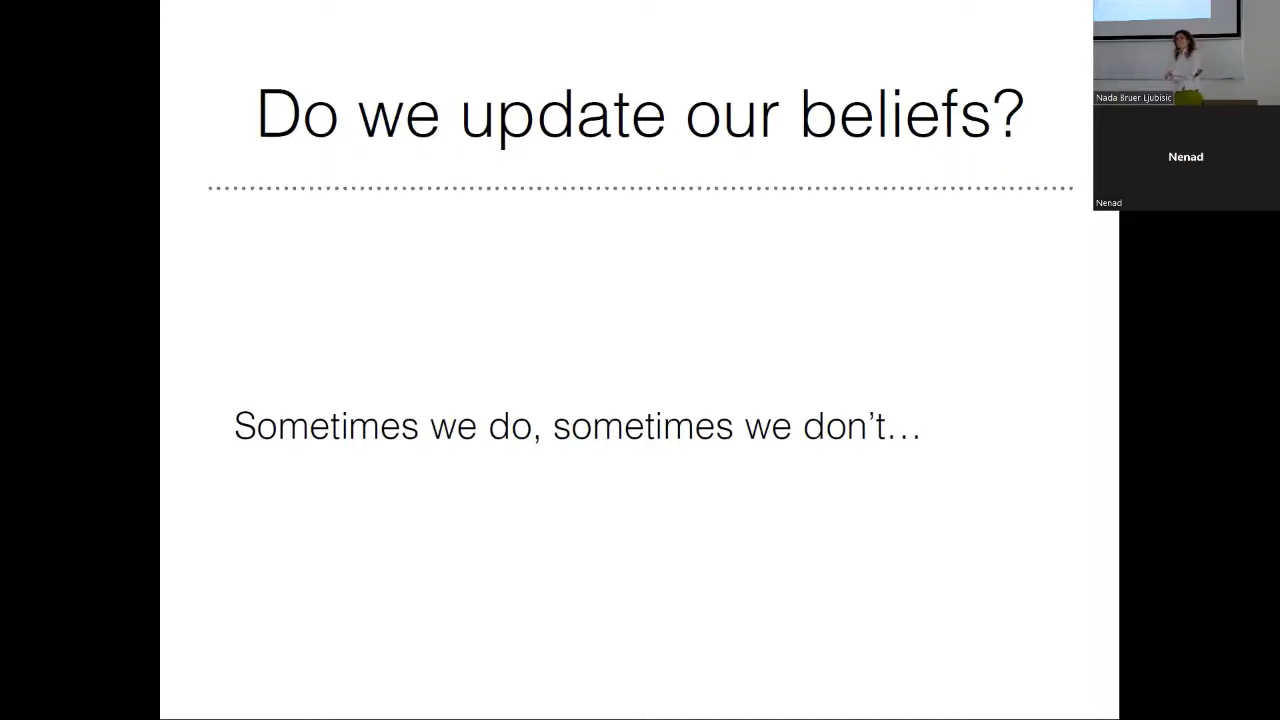 Do we update our beliefs?
Sometimes we do, sometimes we don’t…
Nada Bruer Ljubisic
Nenad
Nenad